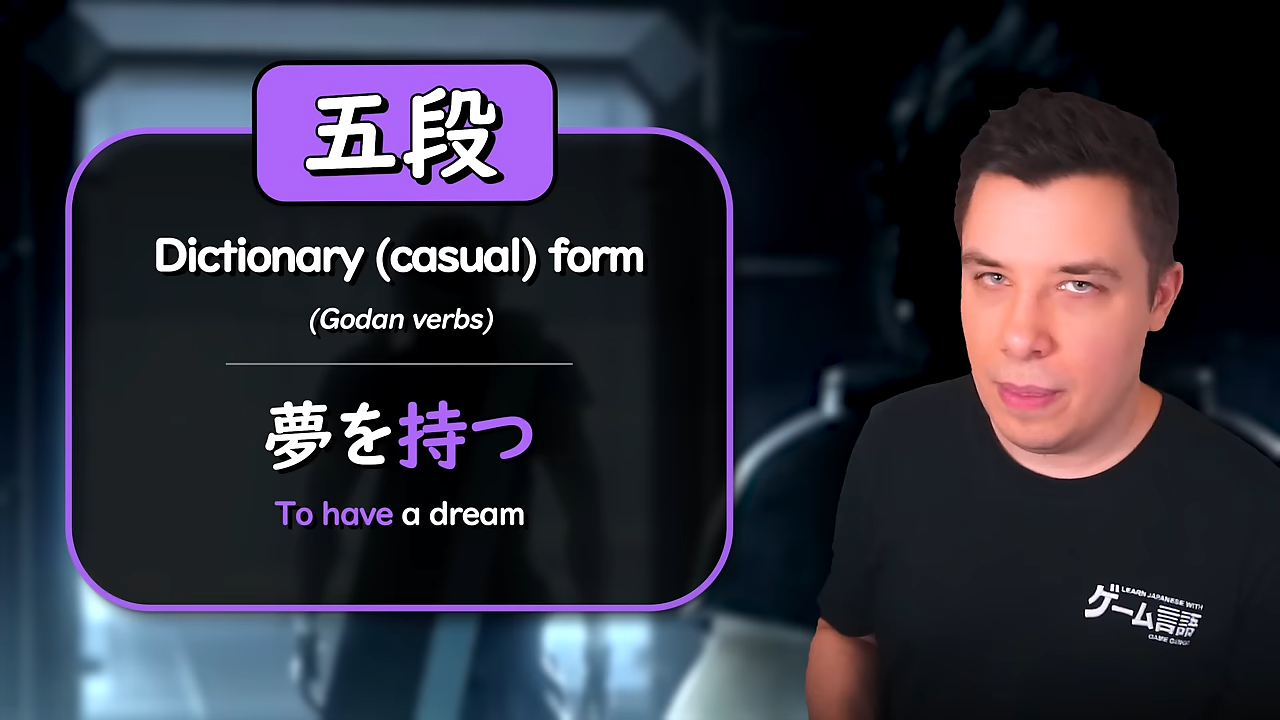 五段
Dictionary (casual) form
(Godan verbs)
夢を持つ
To have a dream
LEARN JAPANESE WITH
ゲーム言語
GAME GENGO